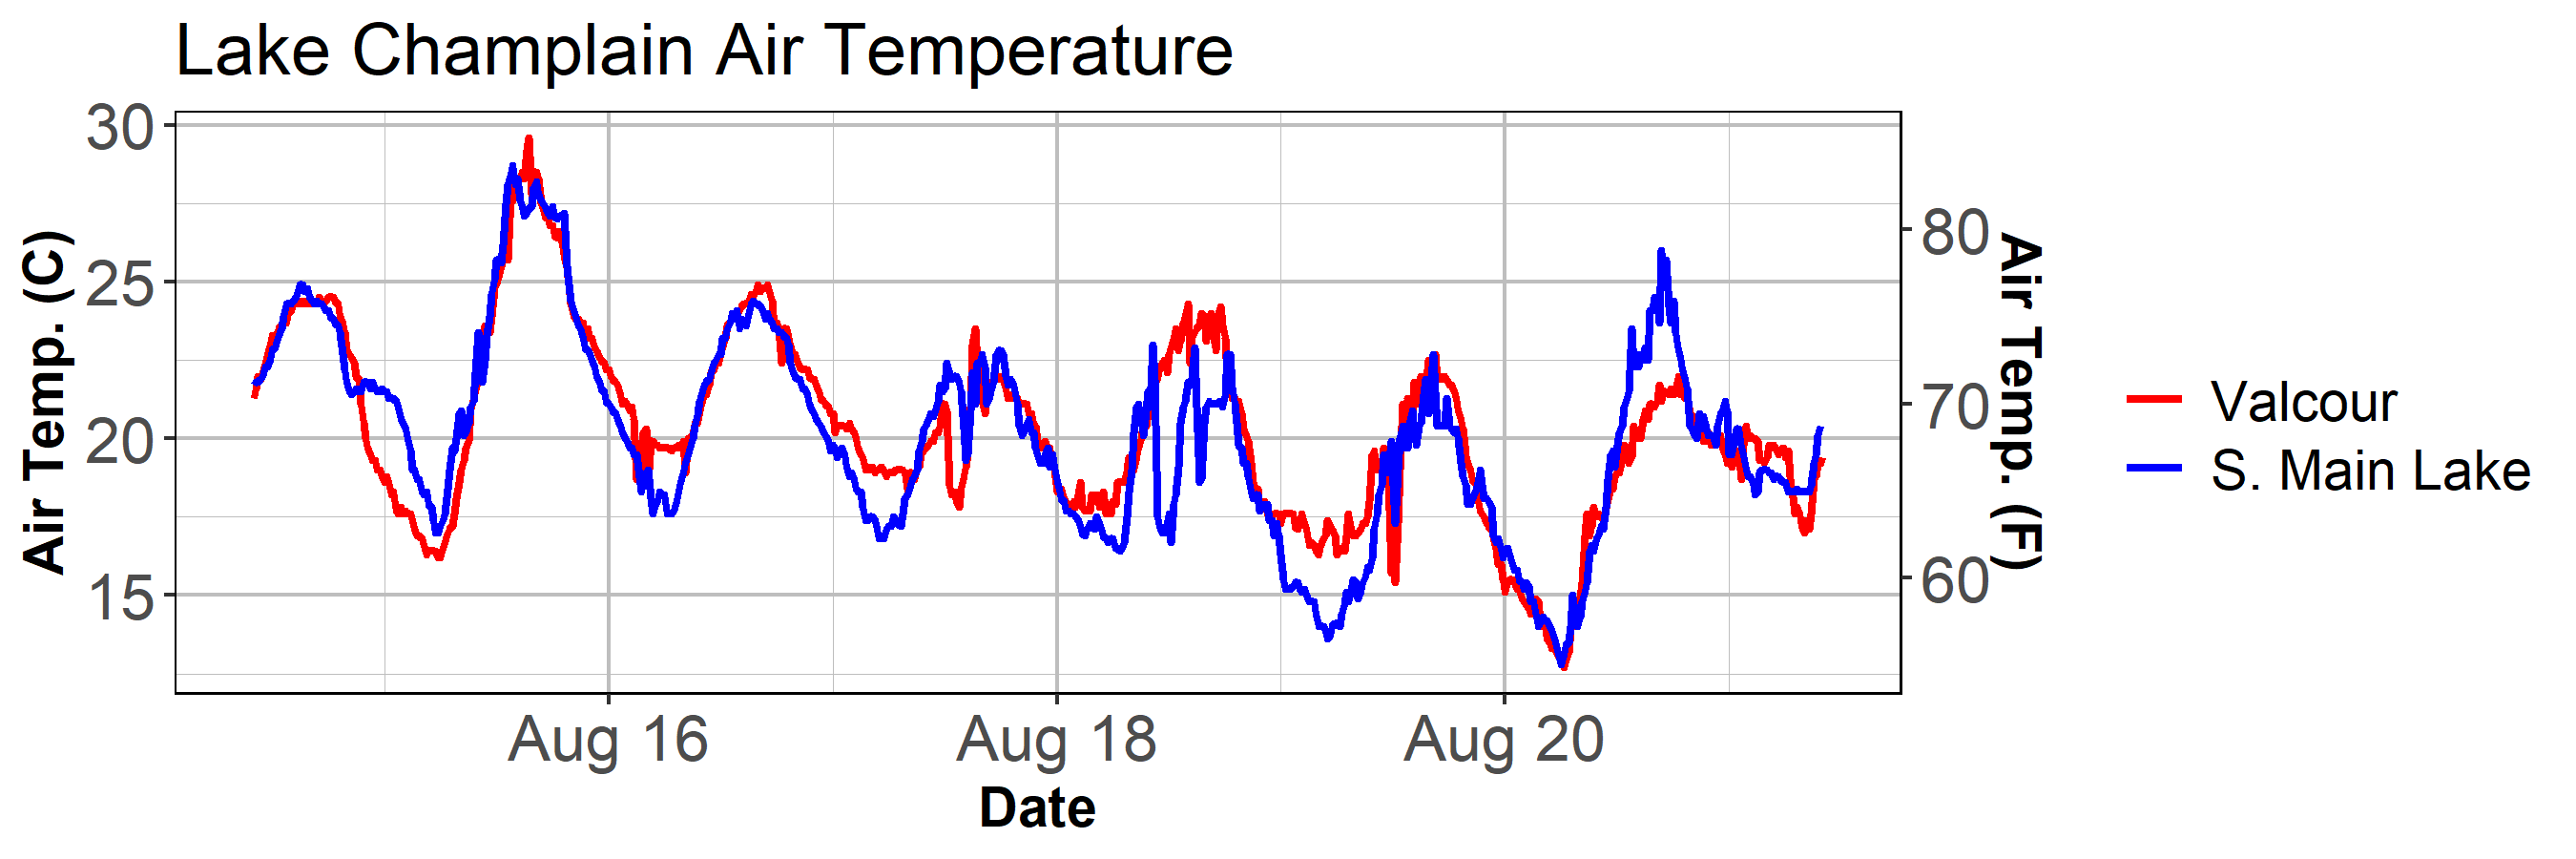 Lake Champlain Air Temperature
30
25
20
15
Air Temp. (C)
80
70
60
Air Temp. (F)
Aug 16
Aug 18
Aug 20
Date
Valcour
S. Main Lake